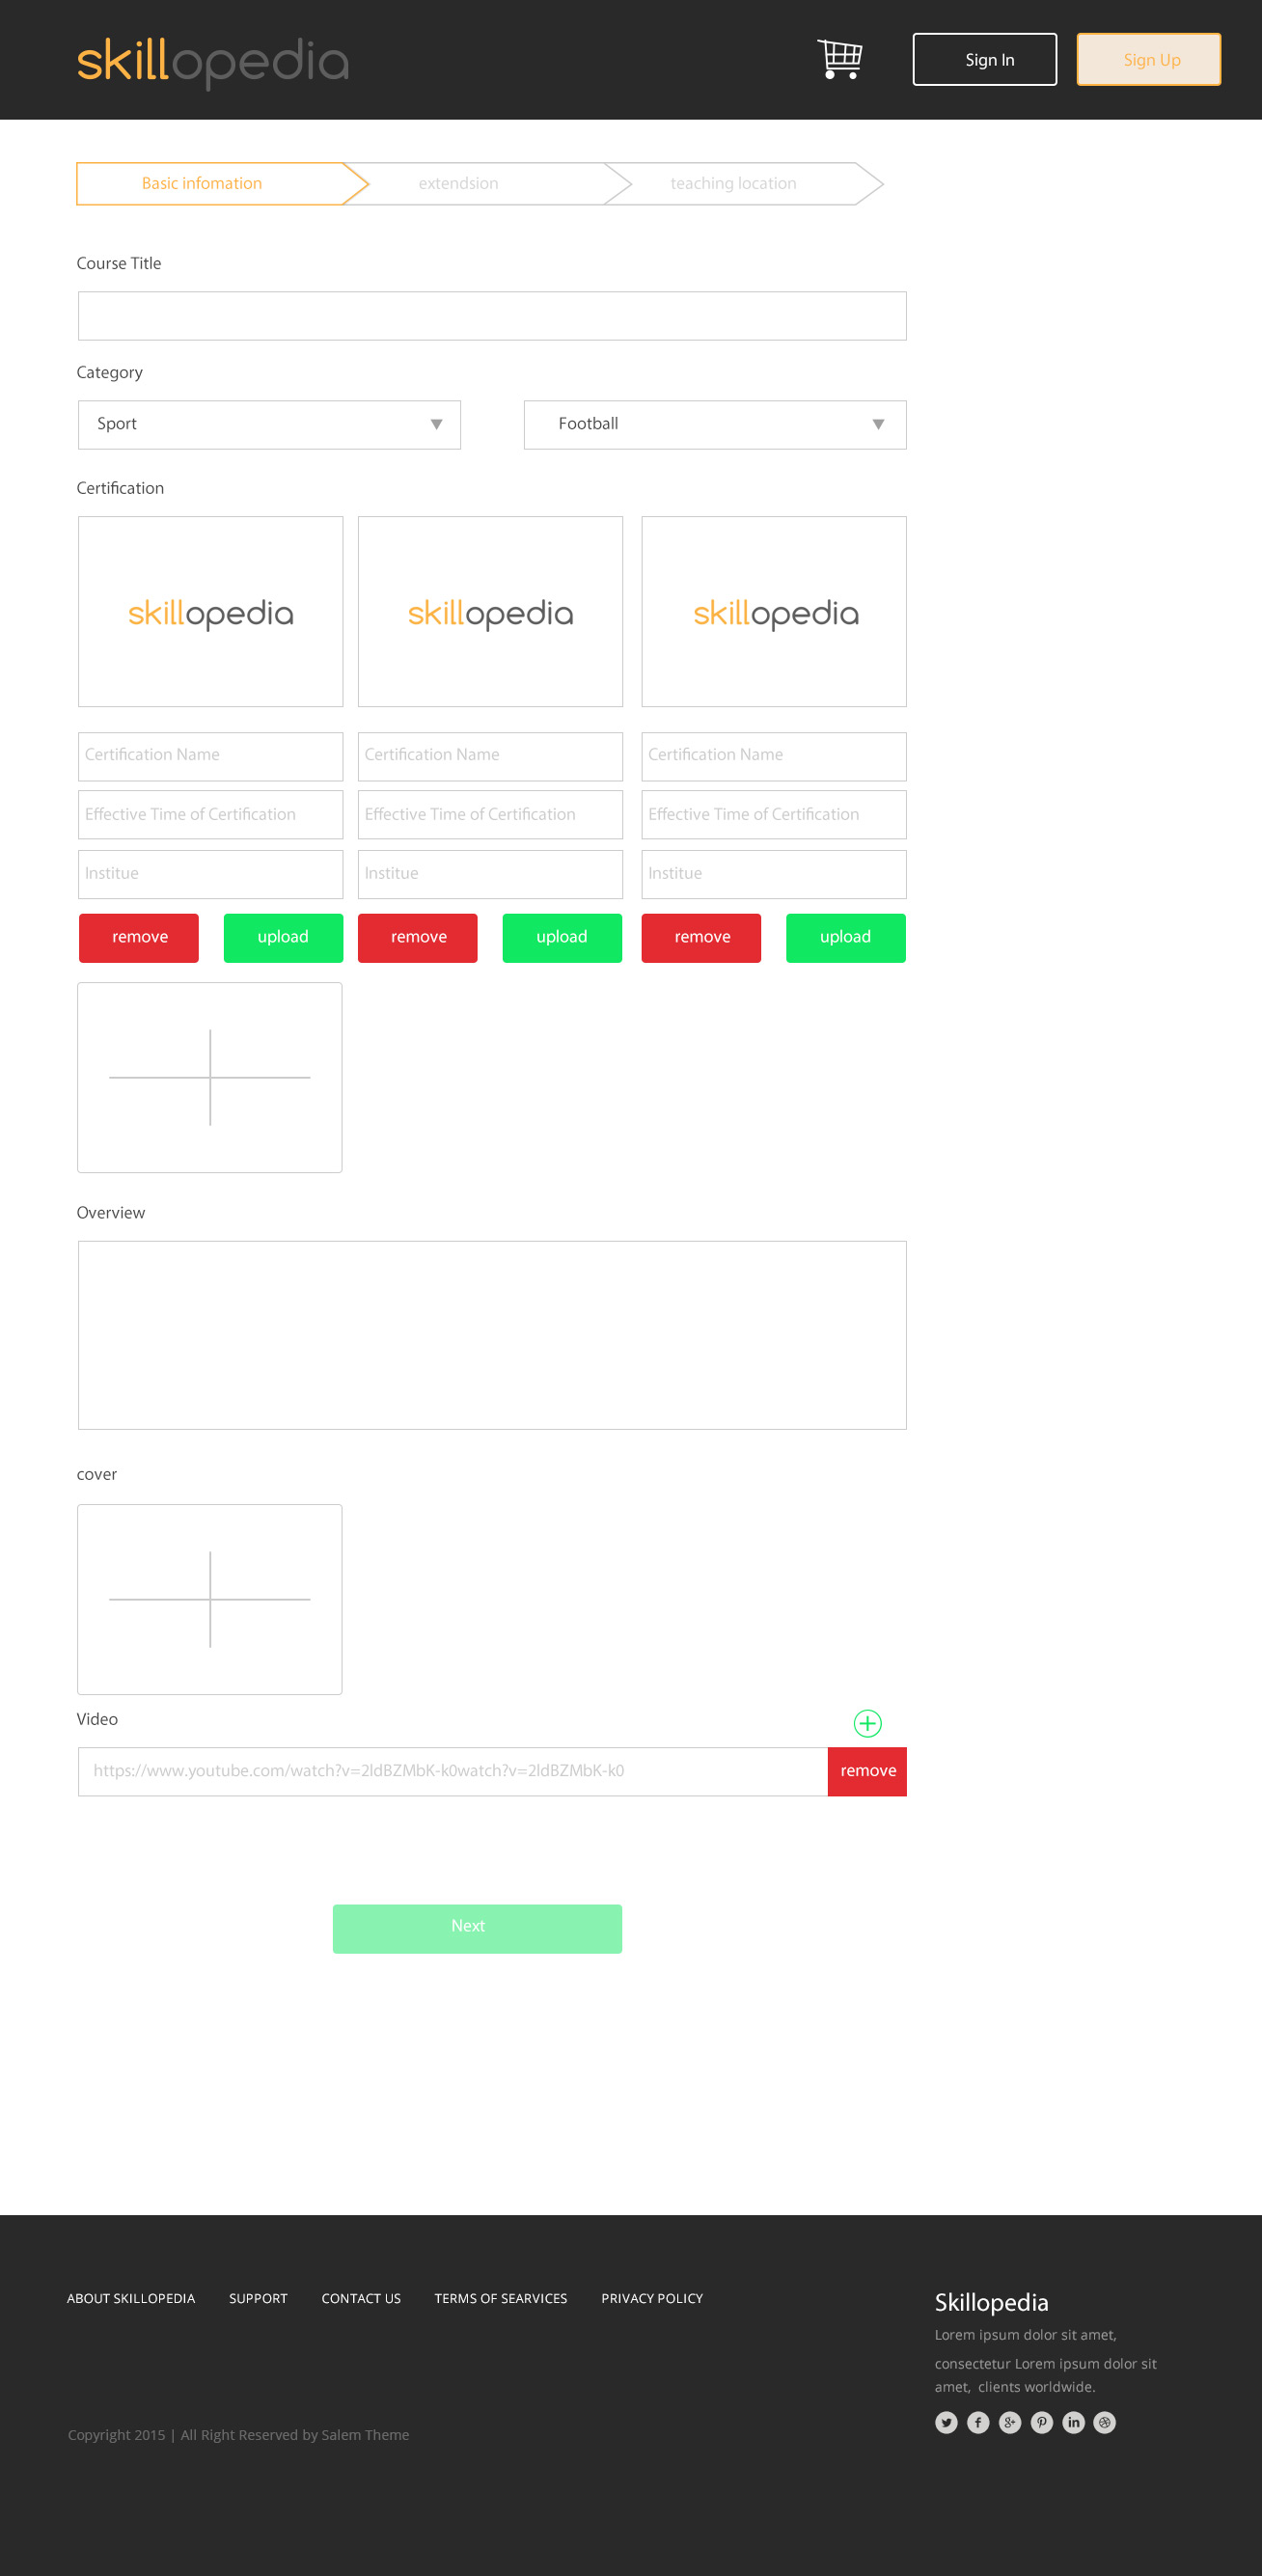 skillopedia
Sign In
Sign Up
Basic infomation
extendsion
teaching location
Course Title
Category
Sport
Football
Certification
skillopedia
skillopedia
skillopedia
Certification Name
Certification Name
Certification Name
Effective Time of Certification
Effective Time of Certification
Effective Time of Certification
Institue
Institue
Institue
remove
upload
remove
upload
remove
upload
Overview
cover
Video
https://www.youtube.com/watch?v=2ldBZMbK-k0watch?v=2ldBZMbK-k0
remove
Next
ABOUT SKILLOPEDIA
SUPPORT
CONTACT US
TERMS OF SEARVICES
PRIVACY POLICY
Skillopedia
Lorem ipsum dolor sit amet,
consectetur Lorem ipsum dolor sit
amet, clients worldwide.
Copyright 2015 | All Right Reserved by Salem Theme